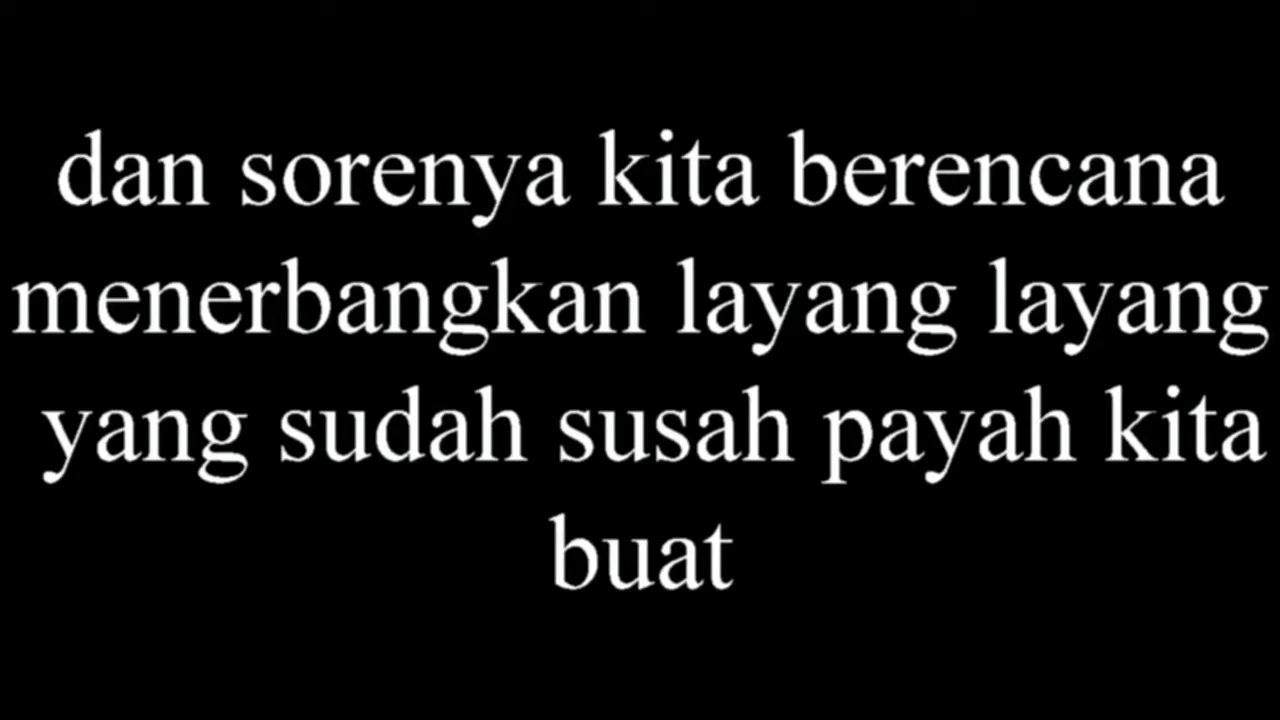 dan sorenya kita berencana
menerbangkan layang layang
yang sudah susah payah kita
buat